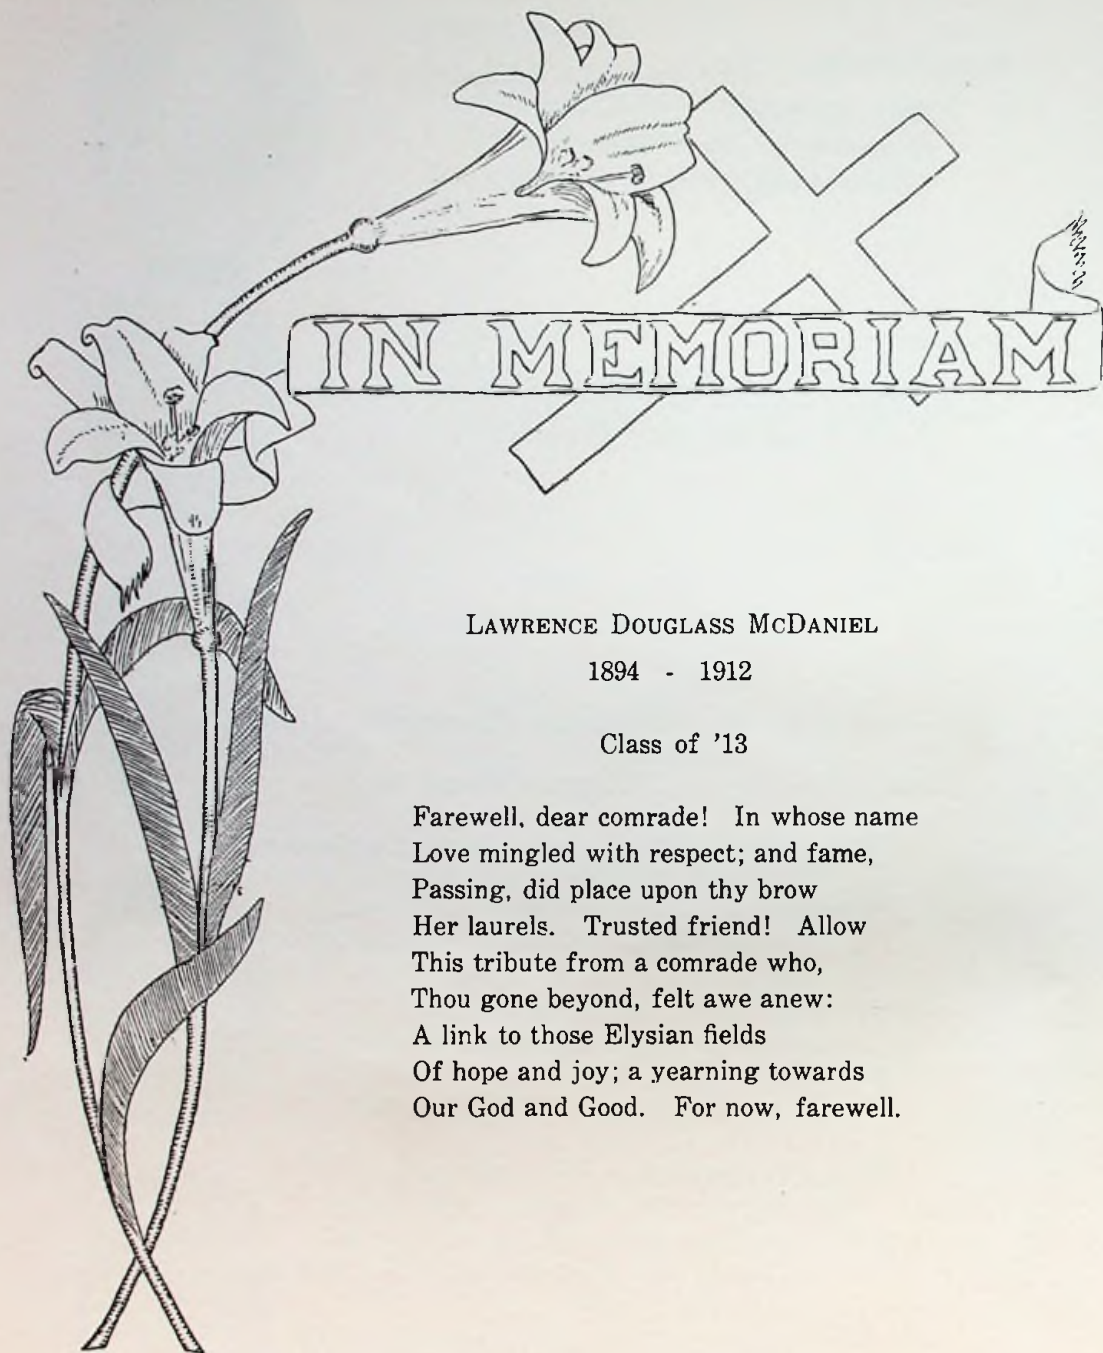 IN MEMORIAM
LAWRENCE DOUGLASS MCDANIEL
1894 - 1912
Class of '13
Farewell, dear comrade! In whose name
Love mingled with respect; and fame,
Passing, did place upon thy brow
Her laurels. Trusted friend! Allow
This tribute from a comrade who,
Thou gone beyond, felt awe anew:
A link to those Elysian fields
Of hope and joy; a yearning towards
Our God and Good. For now, farewell.